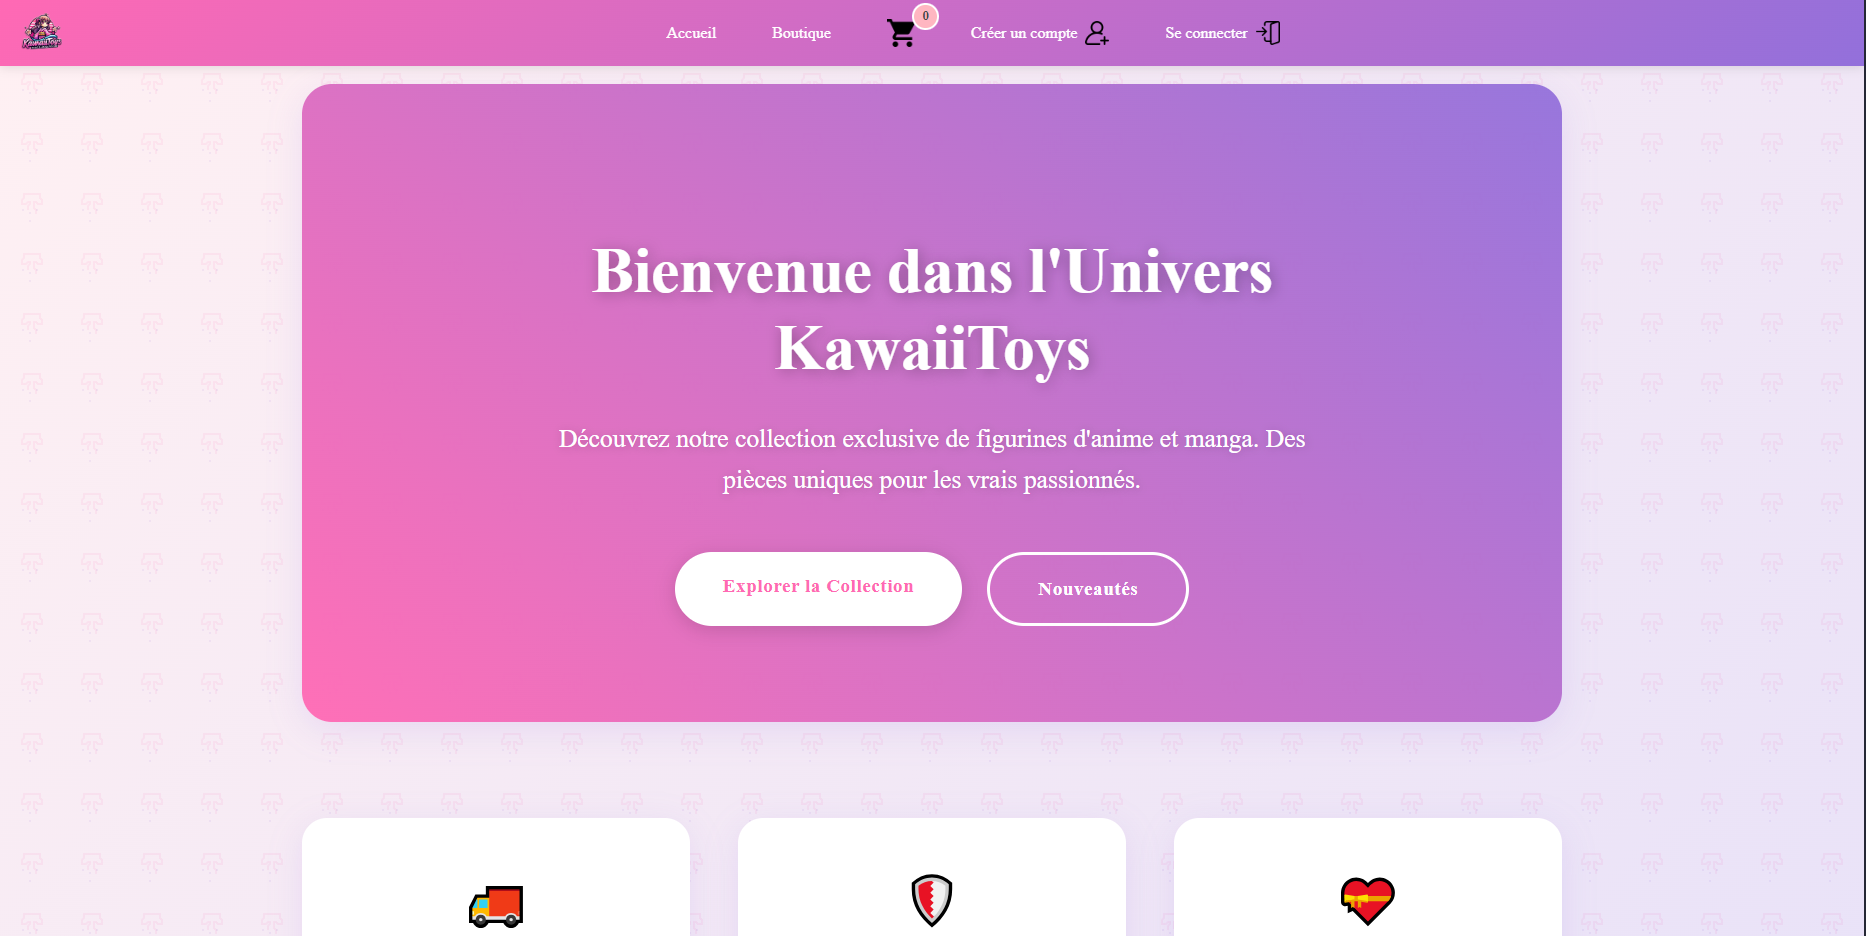 KawaiiToys
Accueil
Boutique
0
Créer un compte
Se connecter
Bienvenue dans l'Univers
KawaiiToys
Découvrez notre collection exclusive de figurines d'anime et manga. Des
pièces uniques pour les vrais passionnés.
Explorer la Collection
Nouveautés